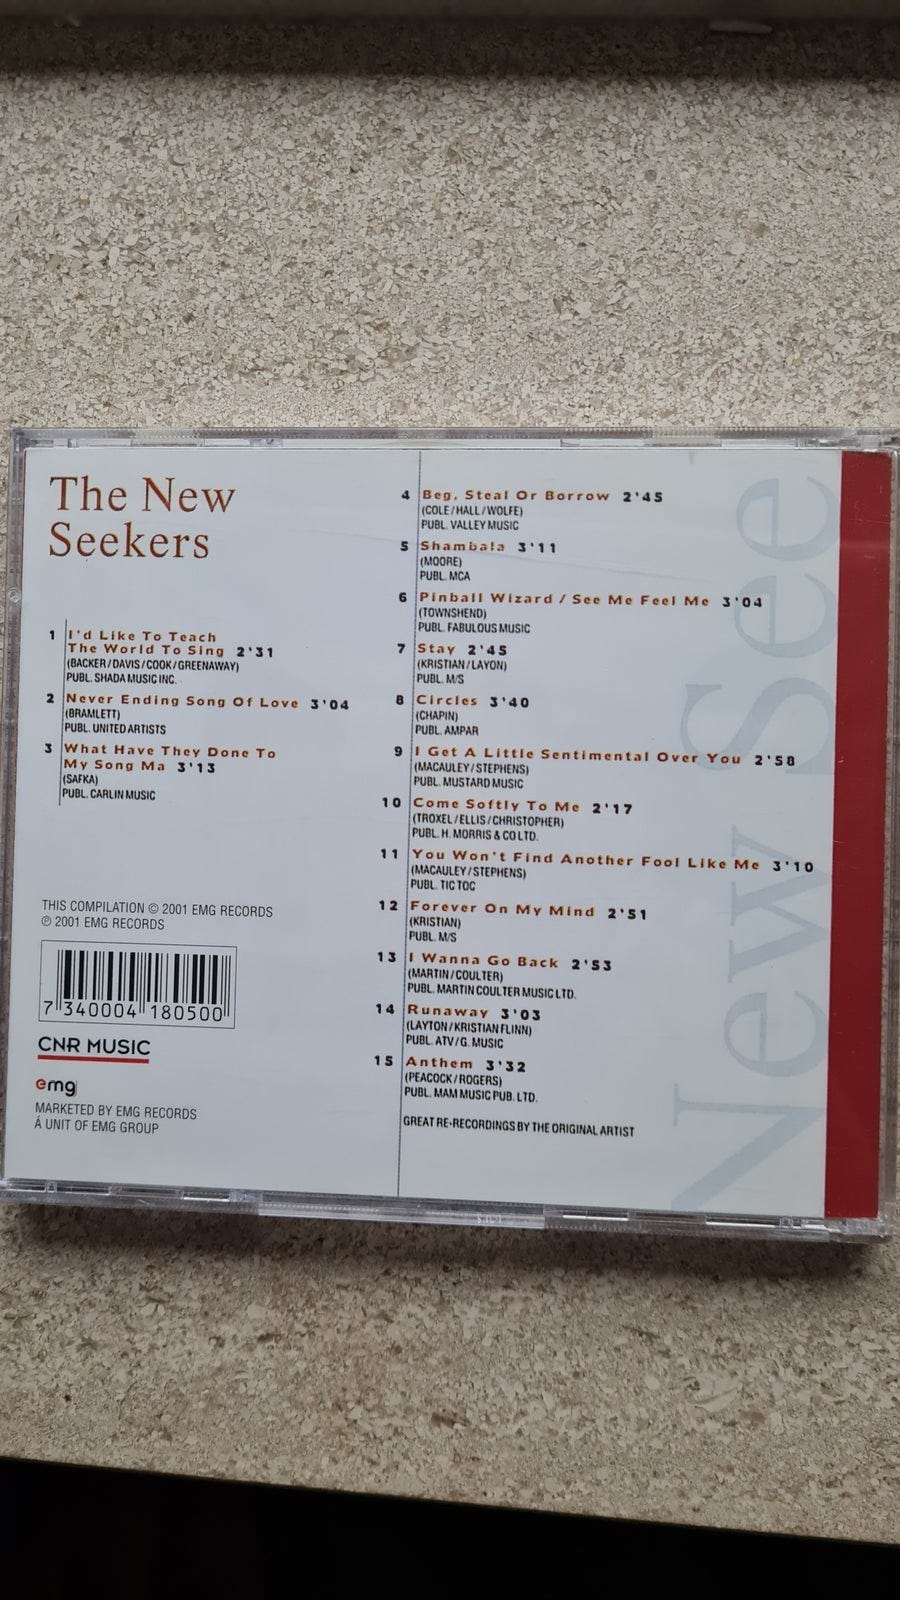 The New
Seekers
1 I'd Like To Teach
The World To Sing 2'31
(BACKER/DAVIS/COOK/GREENAWAY)
PUBL. SHADA MUSIC INC.
2 Never Ending Song Of Love 3'04
(BRAMLETT)
PUBL. UNITED ARTISTS
3 What Have They Done To
My Song Ma 3'13
(SAFKA)
PUBL. CARLIN MUSIC
4 Beg, Steal Or Borrow 2'45
(COLE/HALL/WOLFE)
PUBL. VALLEY MUSIC
5 Shambala 3'11
(MOORE)
PUBL. MCA
6 Pinball Wizard / See Me Feel Me 3'04
(TOWNSHEND)
PUBL. FABULOUS MUSIC
7 Stay 2'45
(KRISTIAN/LAYON)
PUBL. M/S
8 Circles 3'40
(CHAPIN)
PUBL. AMPAR
9 I Get A Little Sentimental Over You 2'58
(MACAULEY/STEPHENS)
PUBL. MUSTARD MUSIC
10 Come Softly To Me 2'17
(TROXEL/ELLIS/CHRISTOPHER)
PUBL. H. MORRIS & CO LTD.
11 You Won't Find Another Fool Like Me 3'10
(MACAULEY/STEPHENS)
PUBL. TIC TOC
12 Forever On My Mind 2'51
(KRISTIAN)
PUBL. M/S
13 I Wanna Go Back 2'53
(MARTIN/COULTER)
PUBL. MARTIN COULTER MUSIC LTD.
14 Runaway 3'03
(LAYTON/KRISTIAN FLINN)
PUBL. ATV/G. MUSIC
15 Anthem 3'32
(PEACOCK/ROGERS)
PUBL. MAM MUSIC PUB. LTD.
GREAT RE-RECORDINGS BY THE ORIGINAL ARTIST
THIS COMPILATION © 2001 EMG RECORDS
℗ 2001 EMG RECORDS
7 340004 180500
CNR MUSIC
emg
MARKETED BY EMG RECORDS
Á UNIT OF EMG GROUP
New See